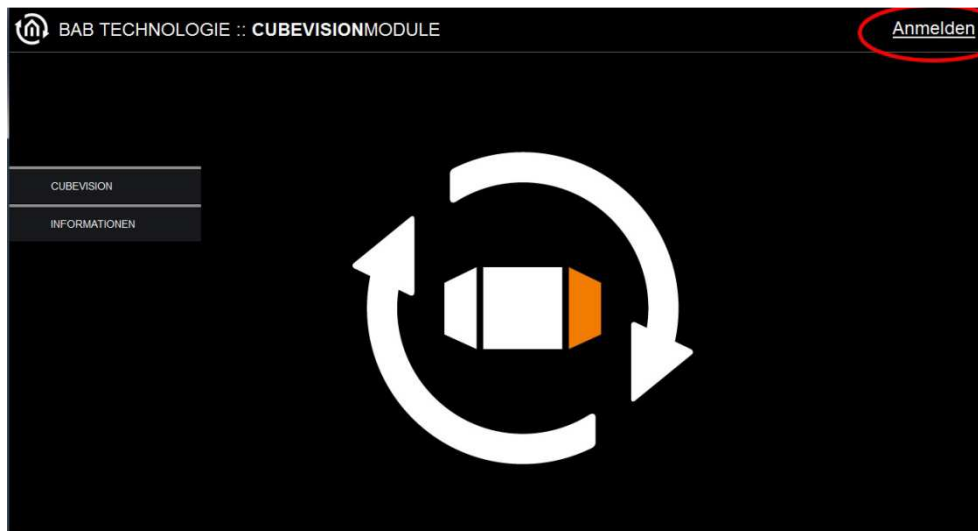 BAB TECHNOLOGIE :: CUBEVISIONMODULE
Anmelden
CUBEVISION
INFORMATIONEN